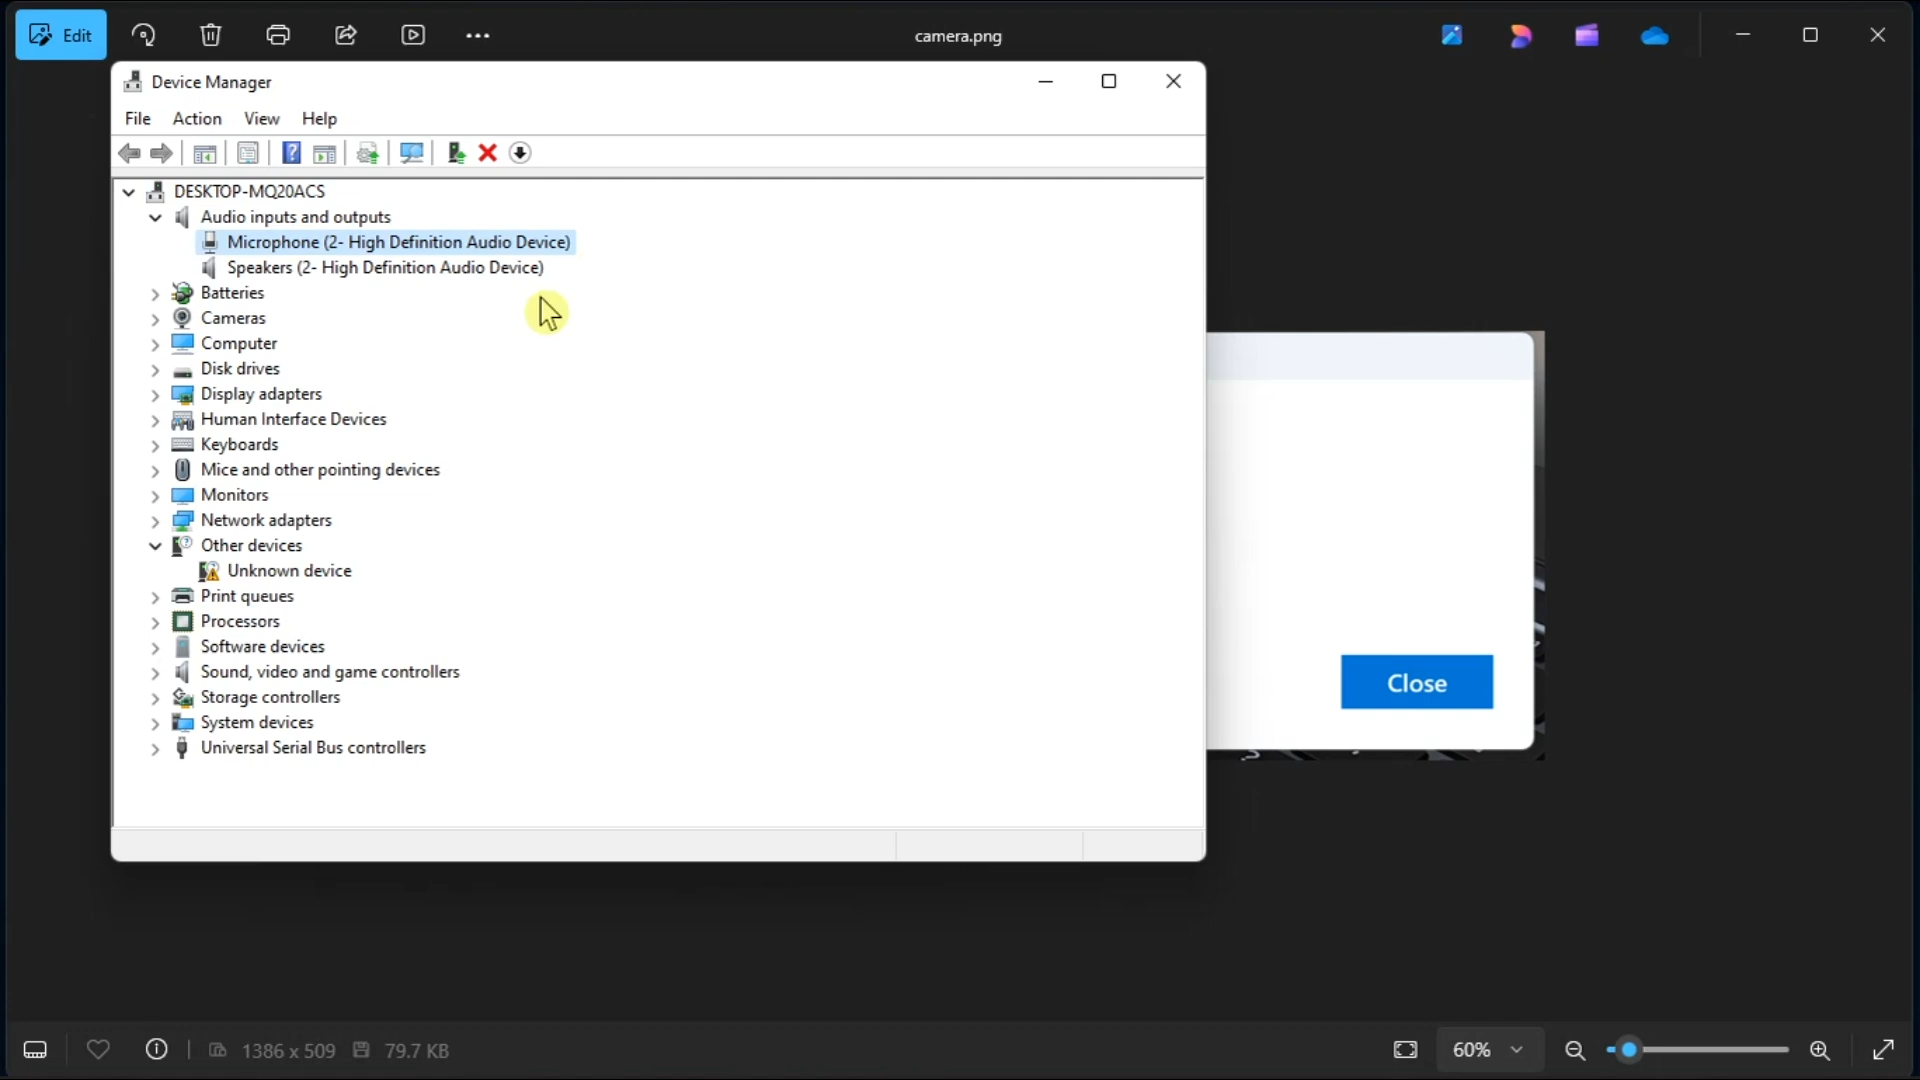 Edit
camera.png
Device Manager
File Action View Help
DESKTOP-MQ20ACS
Audio inputs and outputs
Microphone (2- High Definition Audio Device)
Speakers (2- High Definition Audio Device)
Batteries
Cameras
Computer
Disk drives
Display adapters
Human Interface Devices
Keyboards
Mice and other pointing devices
Monitors
Network adapters
Other devices
Unknown device
Print queues
Processors
Software devices
Sound, video and game controllers
Storage controllers
System devices
Universal Serial Bus controllers
Close
1386 x 509 79.7 KB
60%